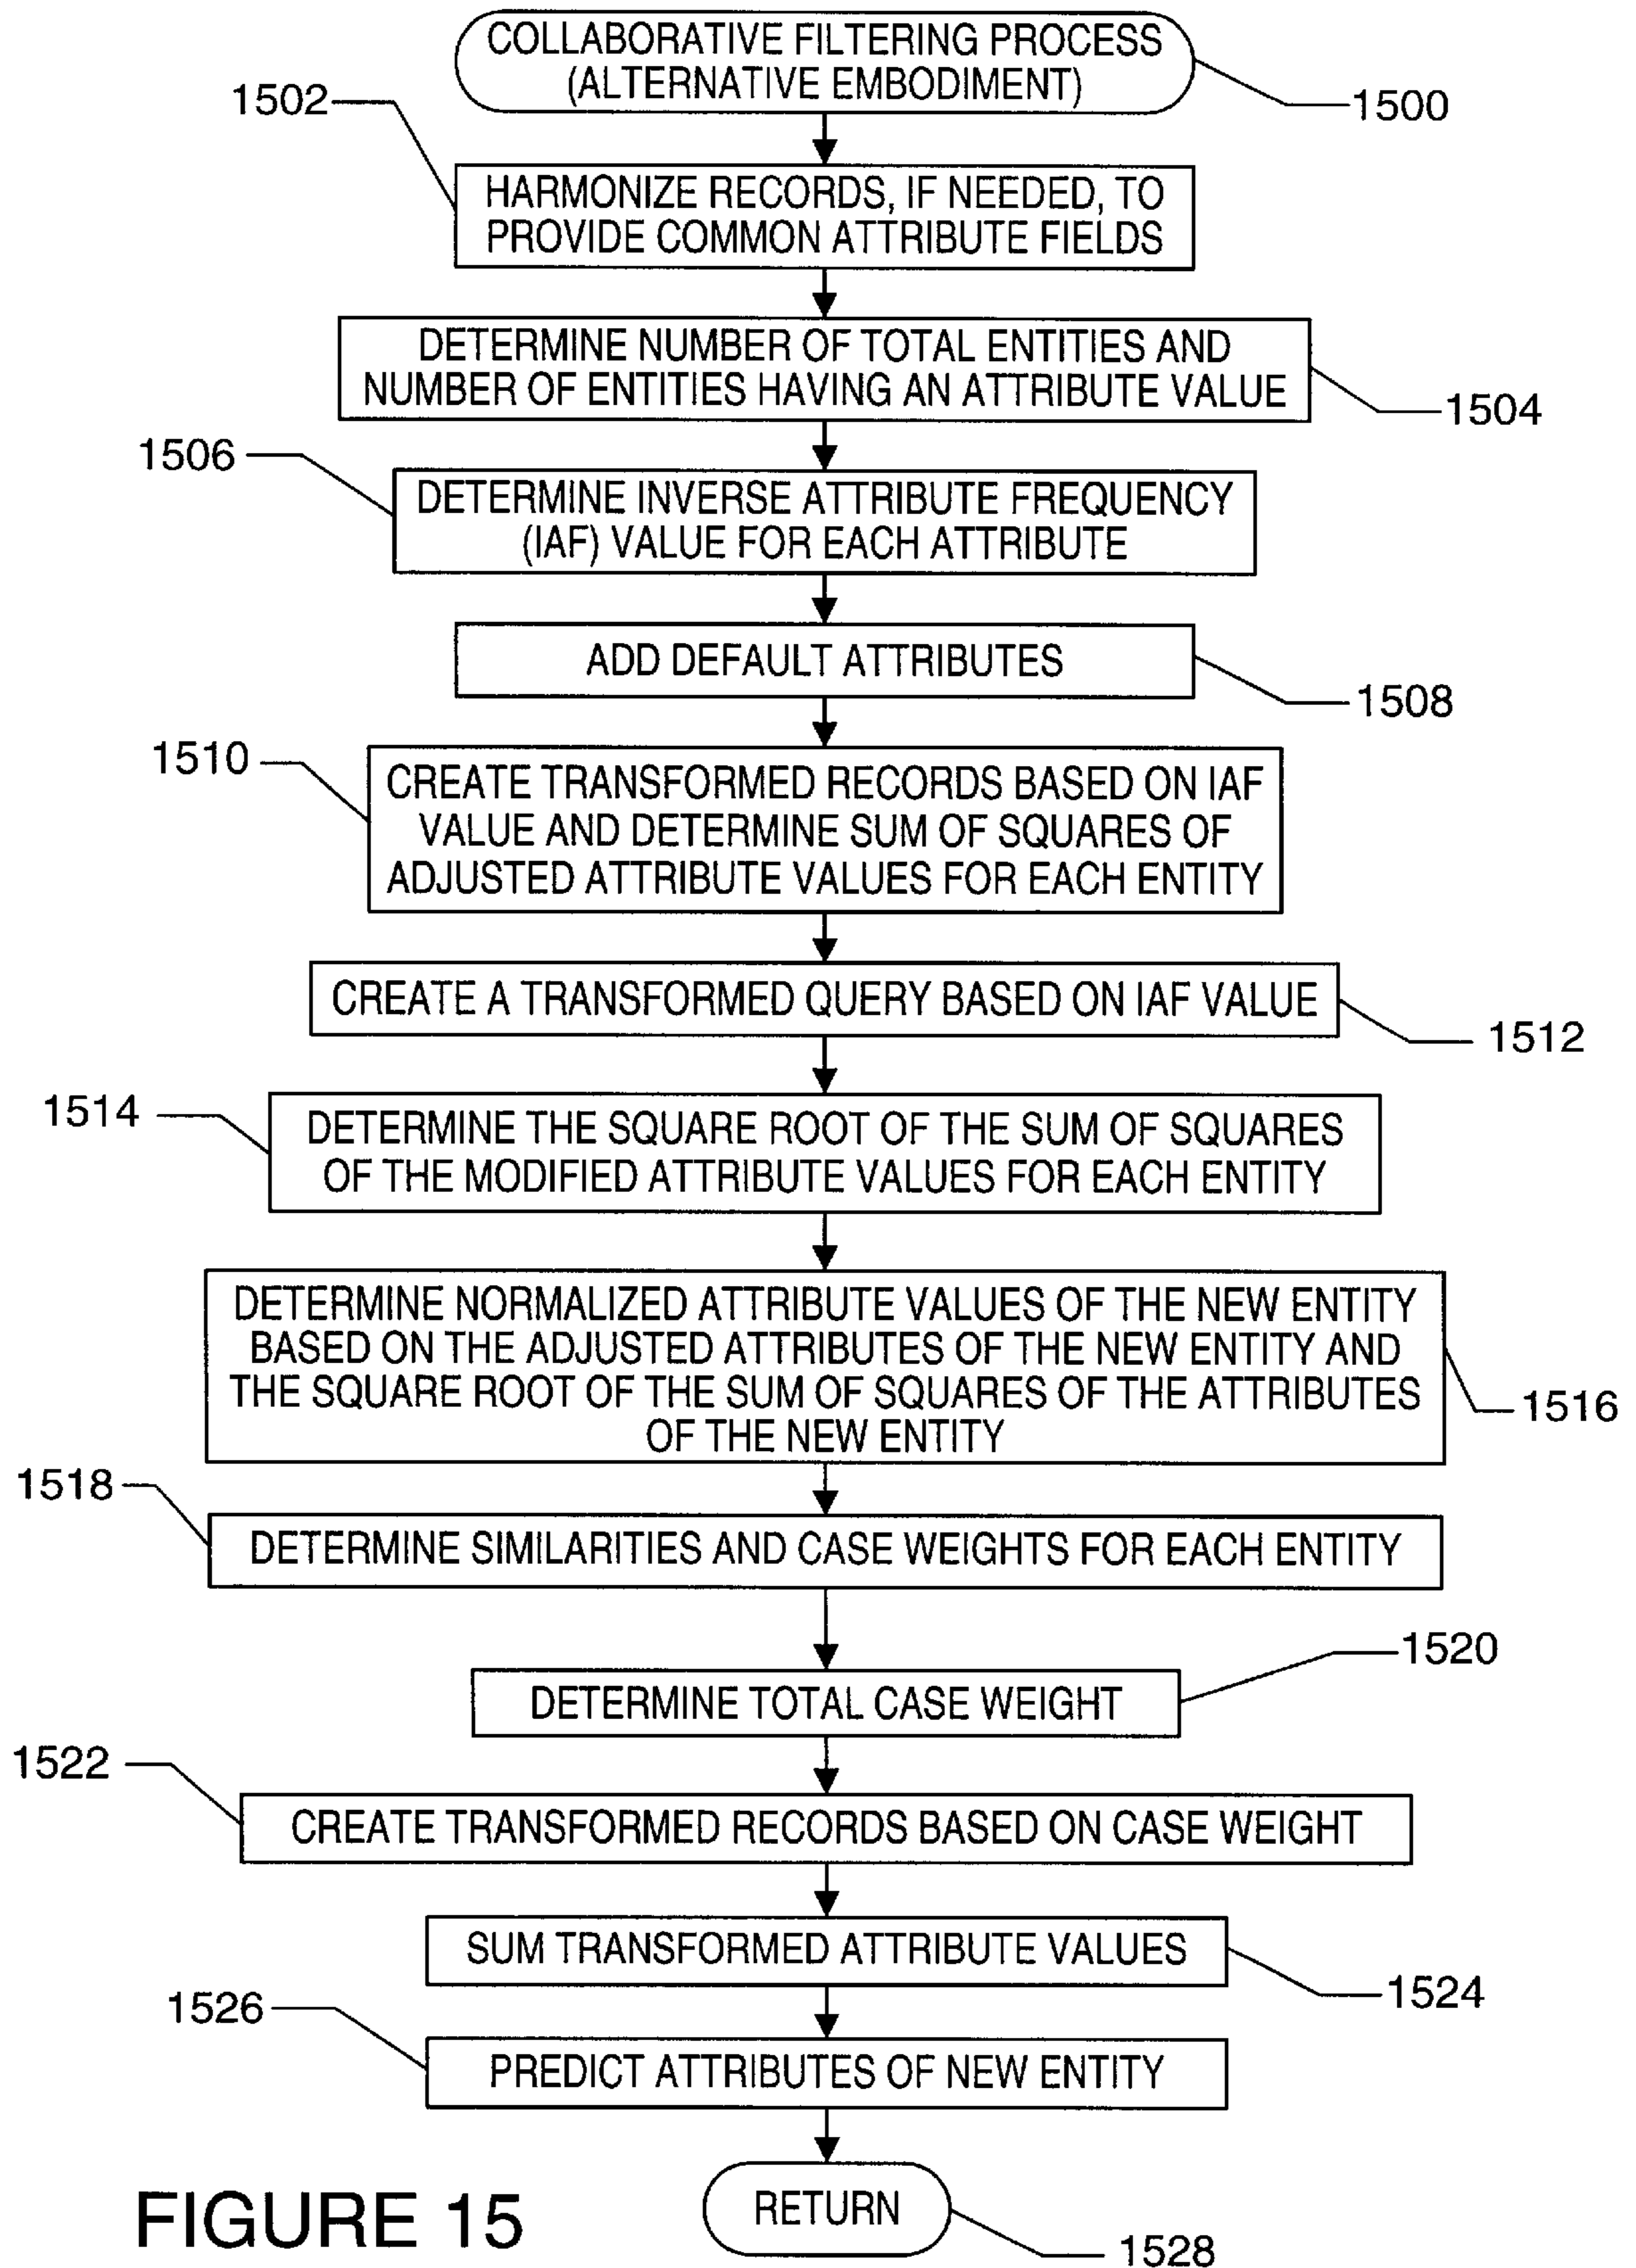 COLLABORATIVE FILTERING PROCESS
(ALTERNATIVE EMBODIMENT)
1500
1502
HARMONIZE RECORDS, IF NEEDED, TO
PROVIDE COMMON ATTRIBUTE FIELDS
DETERMINE NUMBER OF TOTAL ENTITIES AND
NUMBER OF ENTITIES HAVING AN ATTRIBUTE VALUE
1504
1506
DETERMINE INVERSE ATTRIBUTE FREQUENCY
(IAF) VALUE FOR EACH ATTRIBUTE
ADD DEFAULT ATTRIBUTES
1508
1510
CREATE TRANSFORMED RECORDS BASED ON IAF
VALUE AND DETERMINE SUM OF SQUARES OF
ADJUSTED ATTRIBUTE VALUES FOR EACH ENTITY
CREATE A TRANSFORMED QUERY BASED ON IAF VALUE
1512
1514
DETERMINE THE SQUARE ROOT OF THE SUM OF SQUARES
OF THE MODIFIED ATTRIBUTE VALUES FOR EACH ENTITY
DETERMINE NORMALIZED ATTRIBUTE VALUES OF THE NEW ENTITY
BASED ON THE ADJUSTED ATTRIBUTES OF THE NEW ENTITY AND
THE SQUARE ROOT OF THE SUM OF SQUARES OF THE ATTRIBUTES
OF THE NEW ENTITY
1516
1518
DETERMINE SIMILARITIES AND CASE WEIGHTS FOR EACH ENTITY
1520
DETERMINE TOTAL CASE WEIGHT
1522
CREATE TRANSFORMED RECORDS BASED ON CASE WEIGHT
SUM TRANSFORMED ATTRIBUTE VALUES
1524
1526
PREDICT ATTRIBUTES OF NEW ENTITY
RETURN
1528
FIGURE 15